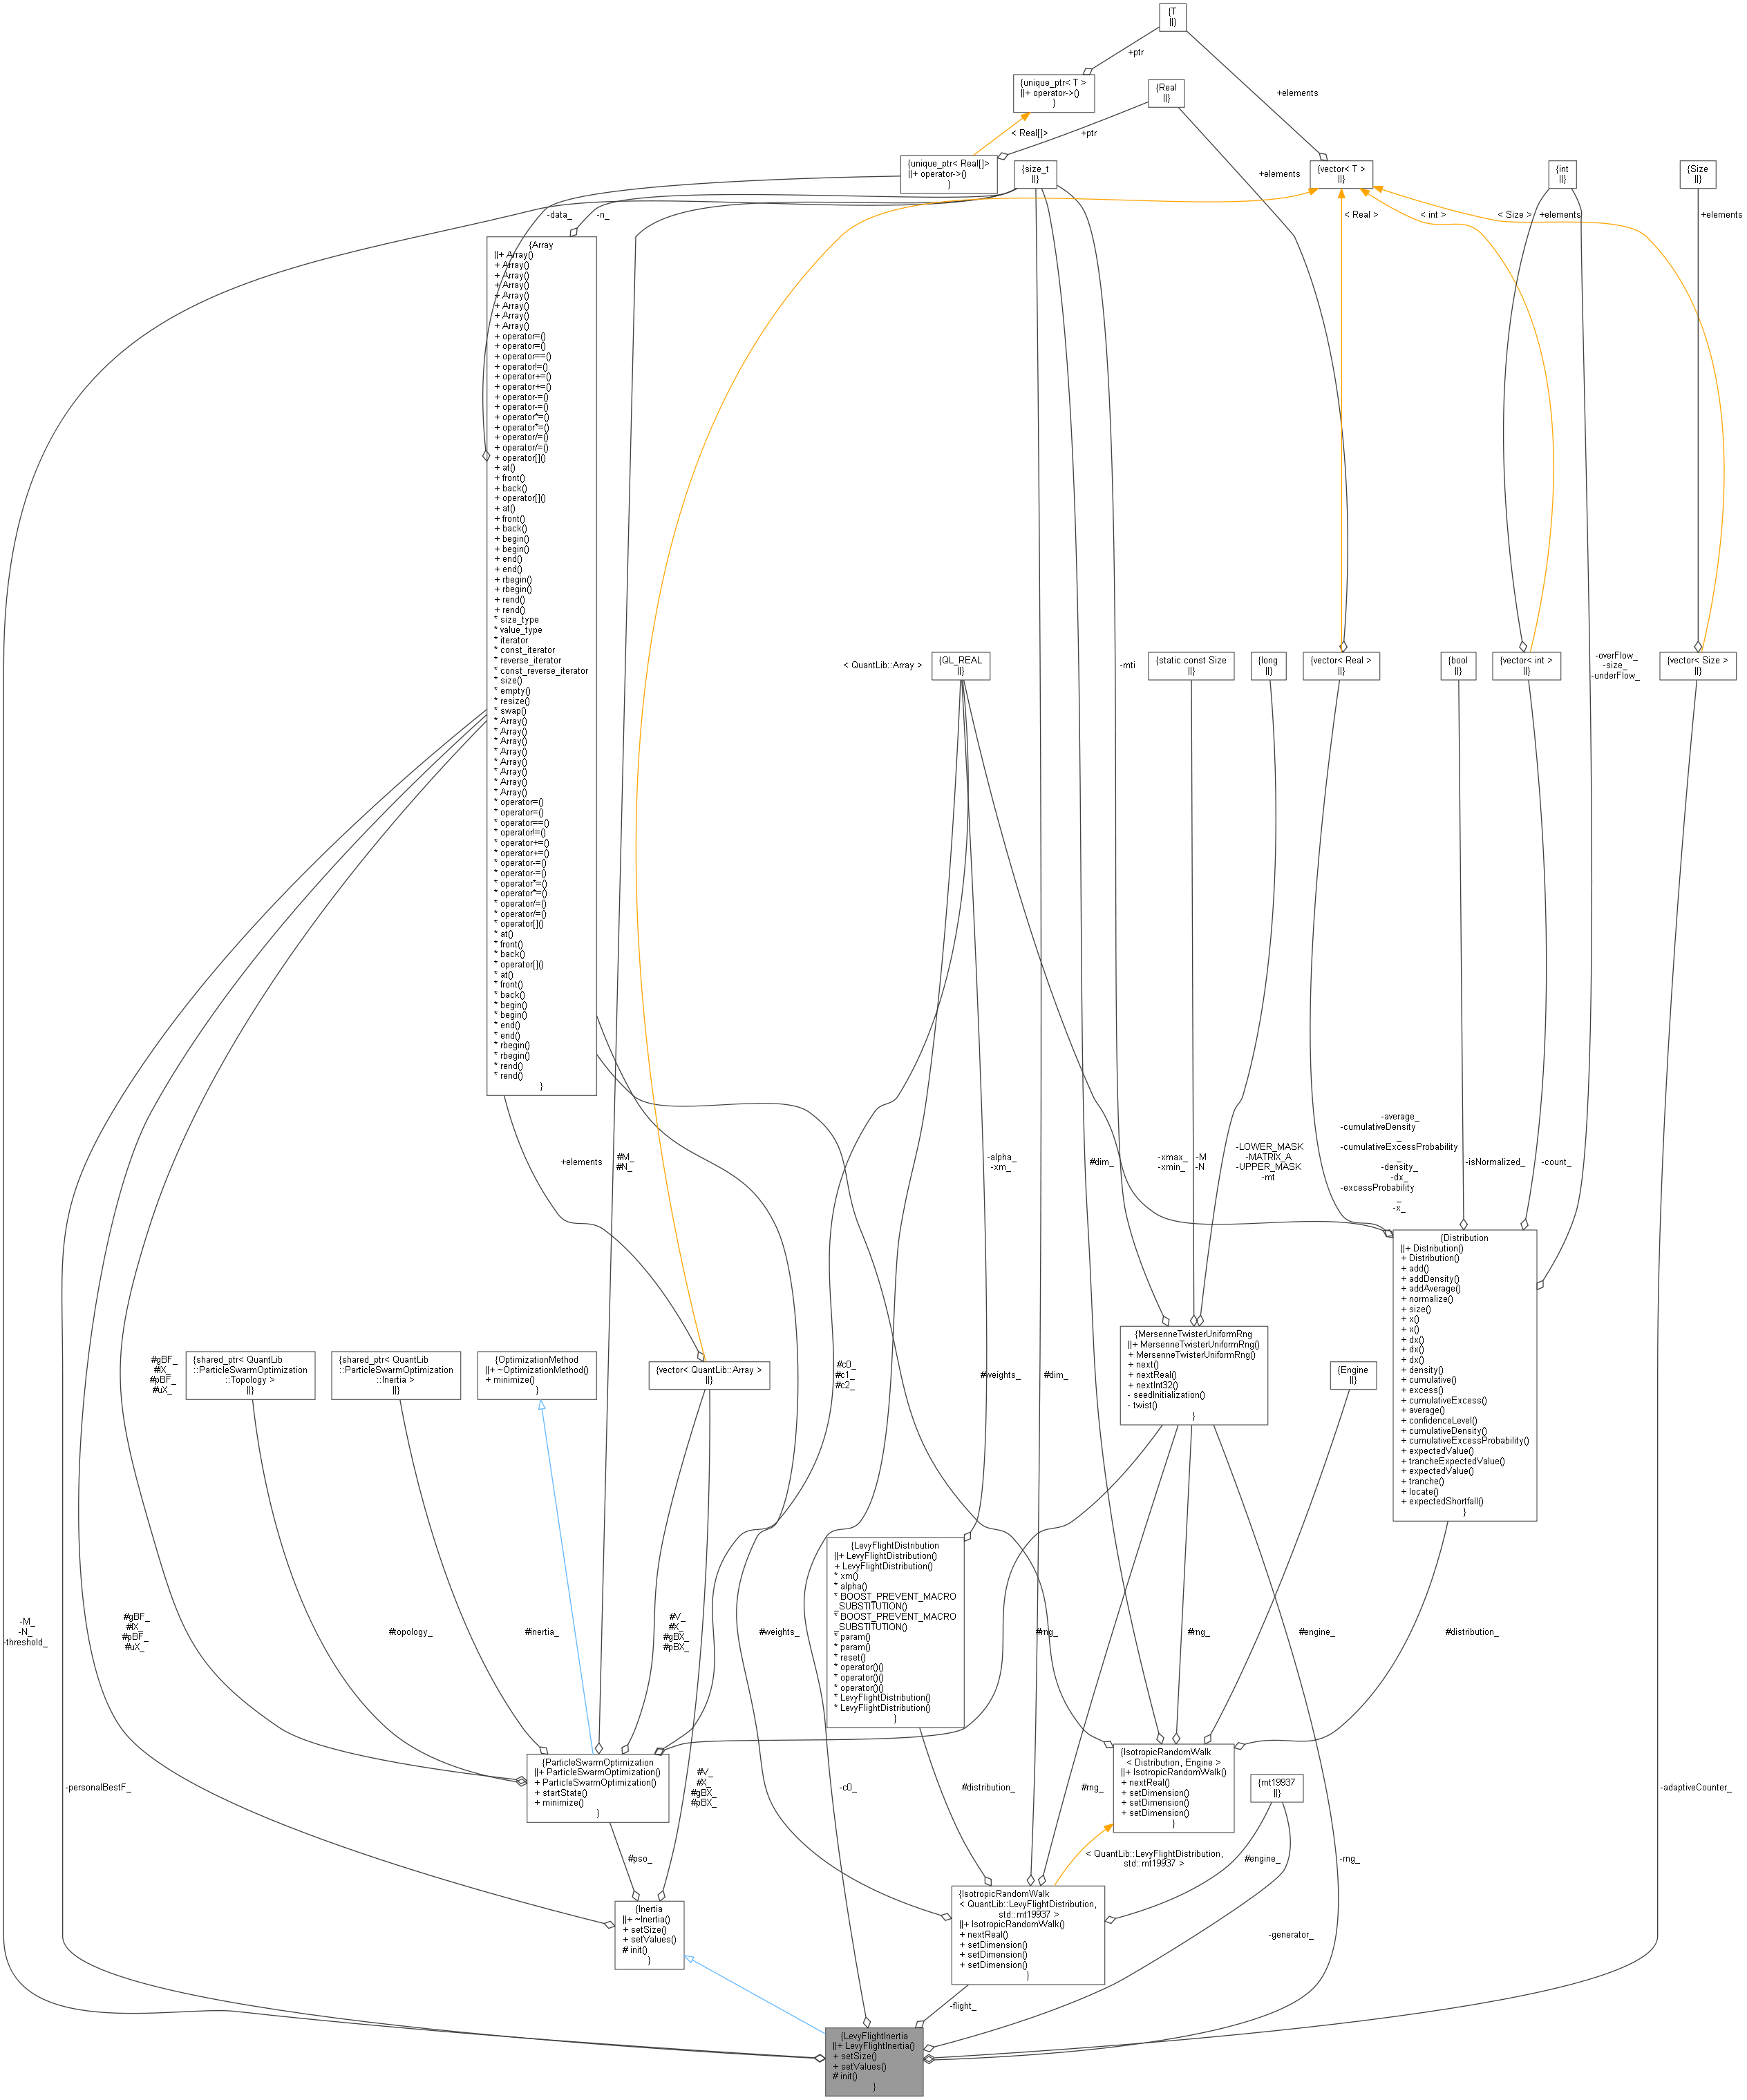 {T
||}
+ptr
{unique_ptr< T >
||+ operator->()
}
{Real
||}
+elements
< Real[]>
+ptr
{unique_ptr< Real[]>
||+ operator->()
}
{size_t
||}
{vector< T >
||}
{int
||}
{Size
||}
+elements
-data_
-n_
< Real >
< int >
< Size >
+elements
+elements
{Array
||+ Array()
+ Array()
+ Array()
+ Array()
+ Array()
+ Array()
+ Array()
+ Array()
+ operator=()
+ operator=()
+ operator==()
+ operator!=()
+ operator+=()
+ operator+=()
+ operator-=()
+ operator-=()
+ operator*=()
+ operator*=()
+ operator/=()
+ operator/=()
+ operator[]()
+ at()
+ front()
+ back()
+ operator[]()
+ at()
+ front()
+ back()
+ begin()
+ begin()
+ end()
+ end()
+ rbegin()
+ rbegin()
+ rend()
+ rend()
* size_type
* value_type
* iterator
* const_iterator
* reverse_iterator
* const_reverse_iterator
* size()
* empty()
* resize()
* swap()
* Array()
* Array()
* Array()
* Array()
* Array()
* Array()
* Array()
* Array()
* operator=()
* operator=()
* operator==()
* operator!=()
* operator+=()
* operator+=()
* operator-=()
* operator-=()
* operator*=()
* operator*=()
* operator/=()
* operator/=()
* operator[]()
* at()
* front()
* back()
* operator[]()
* at()
* front()
* back()
* begin()
* begin()
* end()
* end()
* rbegin()
* rbegin()
* rend()
* rend()
}
< QuantLib::Array >
{QL_REAL
||}
-mti
{static const Size
||}
{long
||}
{vector< Real >
||}
{bool
||}
{vector< int >
||}
-overFlow_
-size_
-underFlow_
{vector< Size >
||}
+elements
#M_
#N_
-alpha_
-xm_
#dim_
-xmax_
-xmin_
-M
-N
-LOWER_MASK
-MATRIX_A
-UPPER_MASK
-mt
-average_
-cumulativeDensity
_
-cumulativeExcessProbability
_
-density_
-dx_
-excessProbability
_
-x_
-isNormalized_
-count_
{Distribution
||+ Distribution()
+ Distribution()
+ add()
+ addDensity()
+ addAverage()
+ normalize()
+ size()
+ x()
+ x()
+ dx()
+ dx()
+ dx()
+ density()
+ cumulative()
+ excess()
+ cumulativeExcess()
+ average()
+ confidenceLevel()
+ cumulativeDensity()
+ cumulativeExcessProbability()
+ expectedValue()
+ trancheExpectedValue()
+ expectedValue()
+ tranche()
+ locate()
+ expectedShortfall()
}
#gBF_
#lX_
#pBF_
#uX_
{shared_ptr< QuantLib
::ParticleSwarmOptimization
::Topology >
||}
{shared_ptr< QuantLib
::ParticleSwarmOptimization
::Inertia >
||}
{OptimizationMethod
||+ ~OptimizationMethod()
+ minimize()
}
{vector< QuantLib::Array >
||}
#c0_
#c1_
#c2_
#weights_
#dim_
{MersenneTwisterUniformRng
||+ MersenneTwisterUniformRng()
+ MersenneTwisterUniformRng()
+ next()
+ nextReal()
+ nextInt32()
- seedInitialization()
- twist()
}
{Engine
||}
{LevyFlightDistribution
||+ LevyFlightDistribution()
+ LevyFlightDistribution()
* xm()
* alpha()
* BOOST_PREVENT_MACRO
_SUBSTITUTION()
* BOOST_PREVENT_MACRO
_SUBSTITUTION()
* param()
* param()
* reset()
* operator()()
* operator()()
* operator()()
* LevyFlightDistribution()
* LevyFlightDistribution()
}
-M_
-N_
-threshold_
#gBF_
#lX_
#pBF_
#uX_
#topology_
#inertia_
#V_
#X_
#gBX_
#pBX_
#weights_
#rng_
#rng_
#engine_
#distribution_
{ParticleSwarmOptimization
||+ ParticleSwarmOptimization()
+ ParticleSwarmOptimization()
+ startState()
+ minimize()
}
-personalBestF_
#V_
#X_
#gBX_
#pBX_
-c0_
#distribution_
#rng_
{IsotropicRandomWalk
< Distribution, Engine >
||+ IsotropicRandomWalk()
+ nextReal()
+ setDimension()
+ setDimension()
+ setDimension()
}
{mt19937
||}
-adaptiveCounter_
#pso_
< QuantLib::LevyFlightDistribution,
std::mt19937 >
#engine_
-rng_
{Inertia
||+ ~Inertia()
+ setSize()
+ setValues()
# init()
}
{IsotropicRandomWalk
< QuantLib::LevyFlightDistribution,
std::mt19937 >
||+ IsotropicRandomWalk()
+ nextReal()
+ setDimension()
+ setDimension()
+ setDimension()
}
-generator_
-flight_
{LevyFlightInertia
||+ LevyFlightInertia()
+ setSize()
+ setValues()
# init()
}